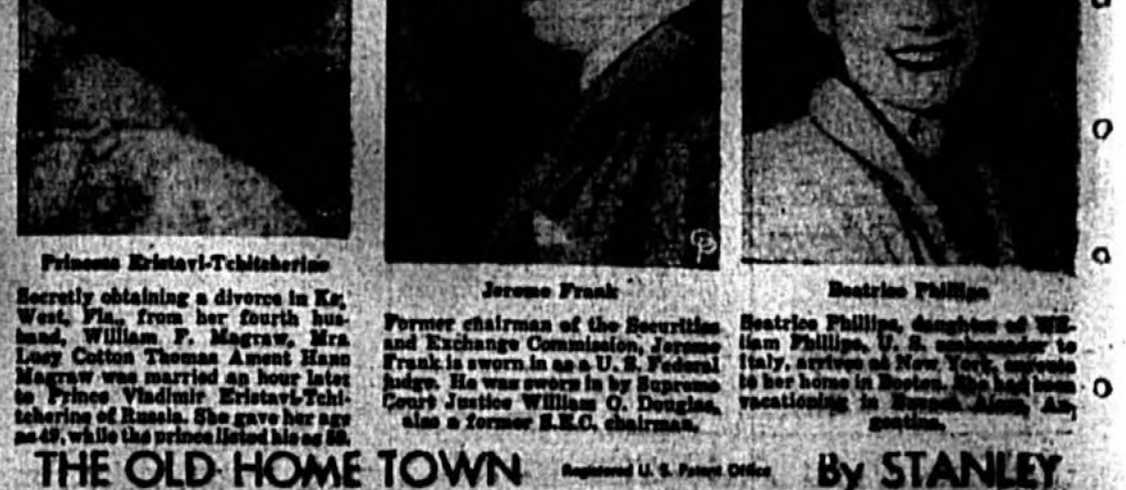 Princess Eristavi-Tchitcherine
Secretly obtaining a divorce in Key
West, Fla., from her fourth hus-
band, William F. Magraw, Mrs.
Lucy Cotton Thomas Ament Hann
Magraw was married an hour later
to Prince Vladimir Eristavi-Tchi-
tcherine of Russia. She gave her age
as 49, while the prince listed his as
Jerome Frank
Former chairman of the Securities
and Exchange Commission, Jerome
Frank is sworn in as a U. S. Federal
judge. He was sworn in by Supreme
Court Justice William O. Douglas,
also a former S.E.C. chairman.
Beatrice Phillips
Beatrice Phillips, daughter of Wil-
liam Phillips, U. S. ambassador to
Italy, arrives at New York, enroute
to her home in Boston. She had been
vacationing in Buenos Aires, Ar-
gentina.
THE OLD HOME TOWN Registered U. S. Patent Office By STANLEY